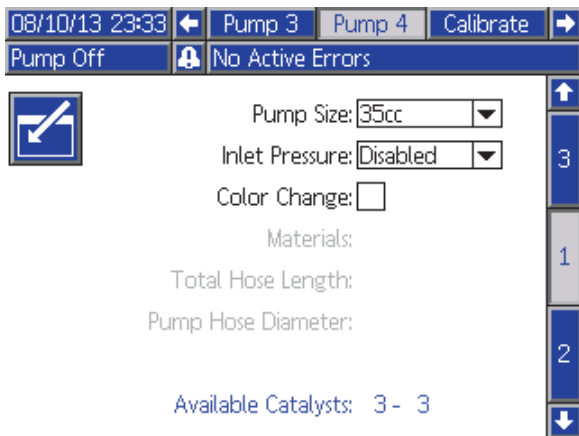 08/10/13 23:33 Pump 3 Pump 4 Calibrate
Pump Off No Active Errors
Pump Size: 35cc
Inlet Pressure: Disabled
3
Color Change:
Materials:
1
Total Hose Length:
Pump Hose Diameter:
2
Available Catalysts: 3 - 3